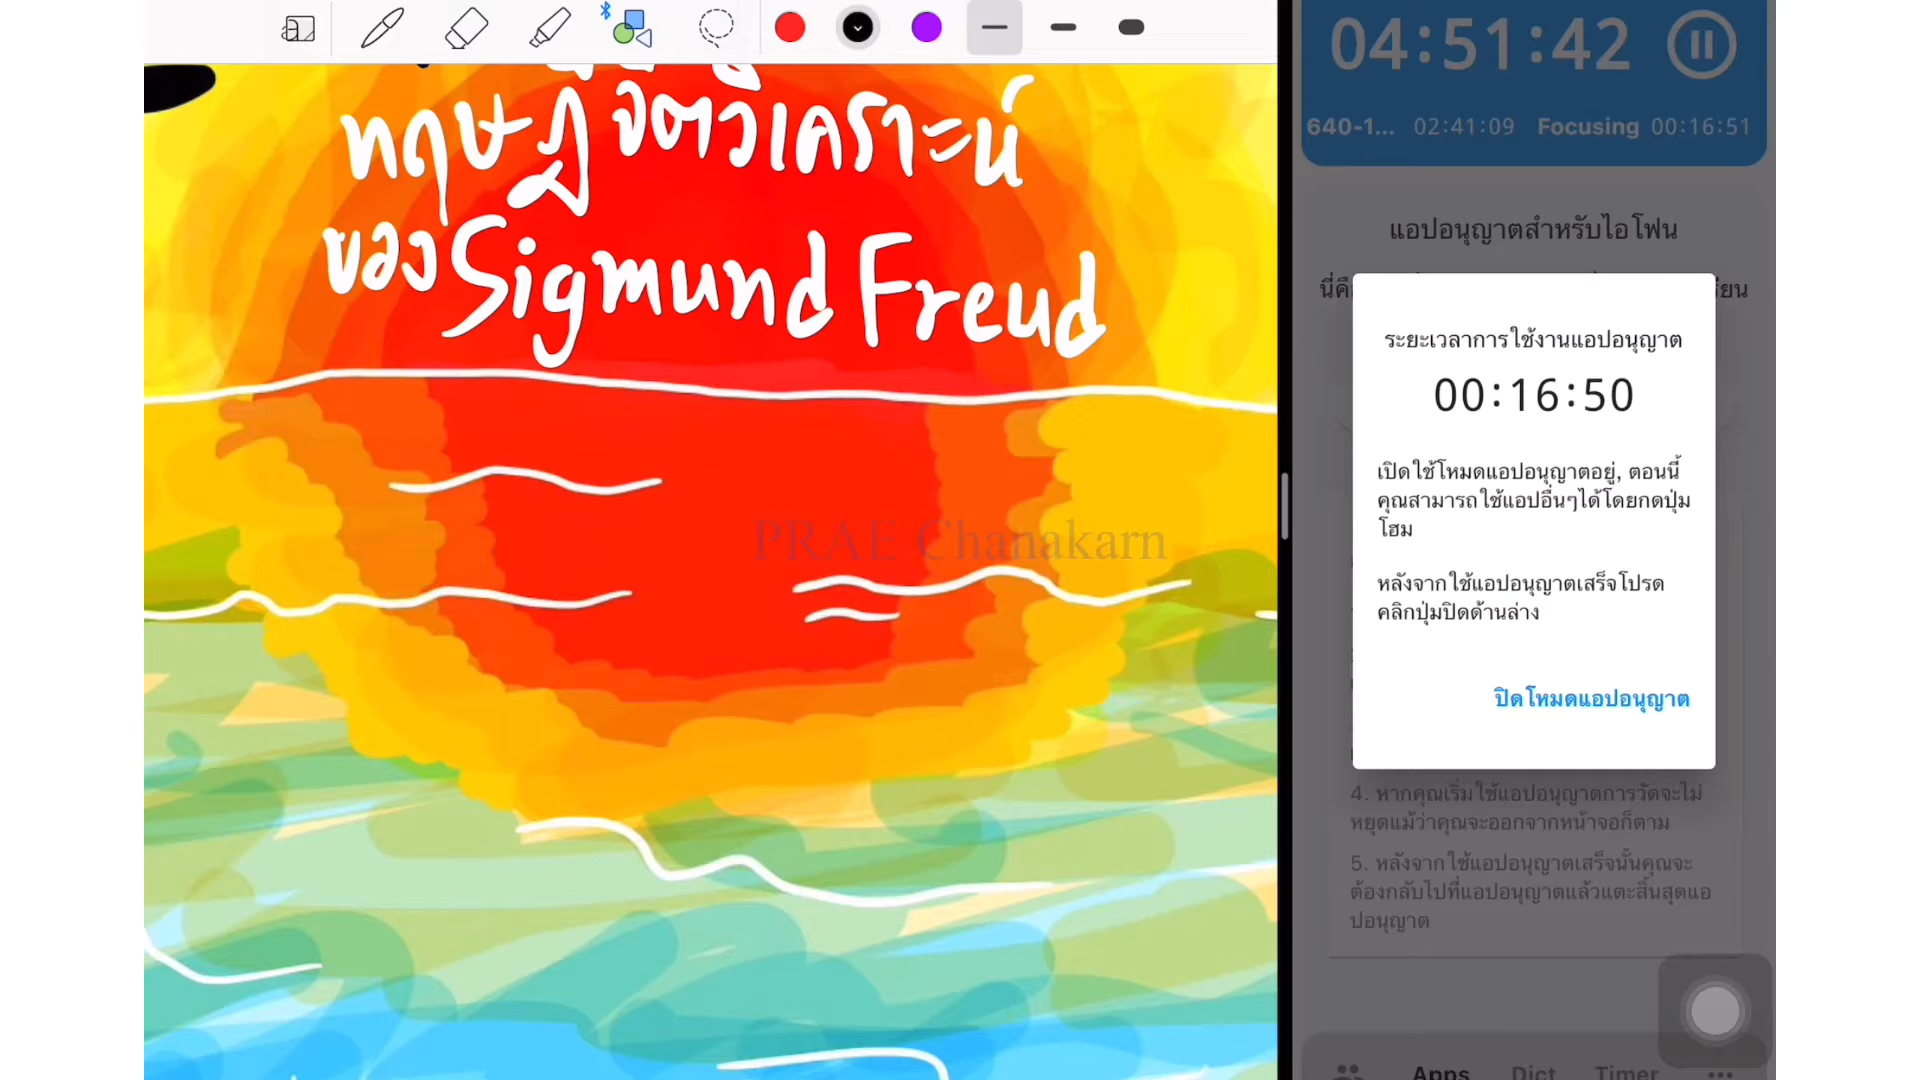 ทฤษฎีจิตวิเคราะห์
ของ Sigmund Freud
PRAE Chanakarn
04:51:42
640-1... 02:41:09 Focusing 00:16:51
แอปอนุญาตสำหรับไอโฟน
ระยะเวลาการใช้งานแอปอนุญาต
00:16:50
เปิดใช้โหมดแอปอนุญาตอยู่, ตอนนี้
คุณสามารถใช้แอปอื่นๆได้โดยกดปุ่ม
โฮม
หลังจากใช้แอปอนุญาตเสร็จโปรด
คลิกปุ่มปิดด้านล่าง
ปิดโหมดแอปอนุญาต
4. หากคุณเริ่มใช้แอปอนุญาตการวัดจะไม่
หยุดแม้ว่าคุณจะออกจากหน้าจอก็ตาม
5. หลังจากใช้แอปอนุญาตเสร็จนั้นคุณจะ
ต้องกลับไปที่แอปอนุญาตแล้วแตะสิ้นสุดแอ
ปอนุญาต
Apps Dict Timer